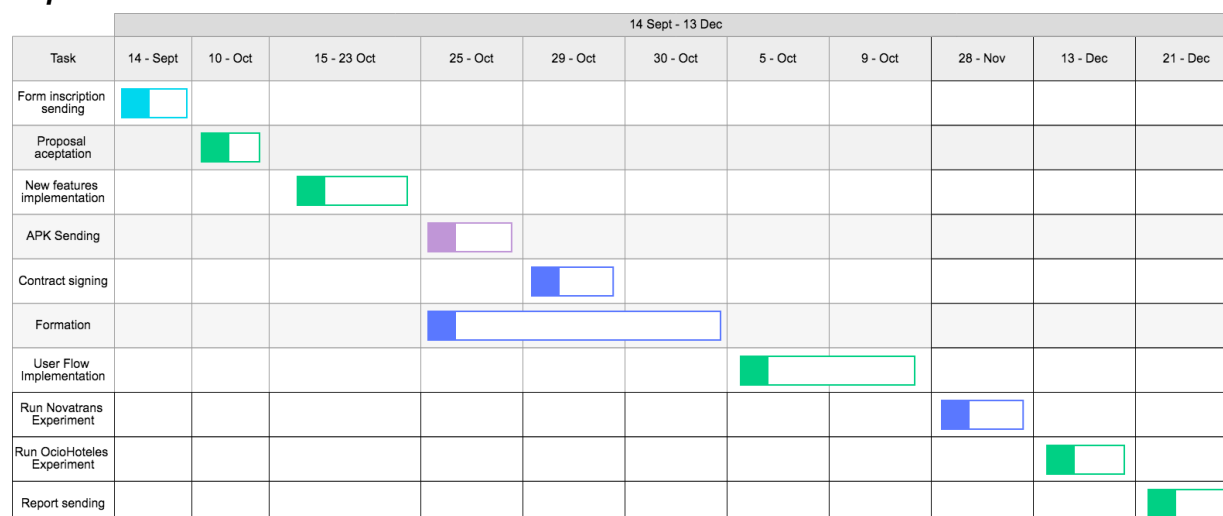 14 Sept - 13 Dec
Task
14 - Sept
10 - Oct
15 - 23 Oct
25 - Oct
29 - Oct
30 - Oct
5 - Oct
9 - Oct
28 - Nov
13 - Dec
21 - Dec
Form inscription
sending
Proposal
aceptation
New features
implementation
APK Sending
Contract signing
Formation
User Flow
Implementation
Run Novatrans
Experiment
Run OcioHoteles
Experiment
Report sending